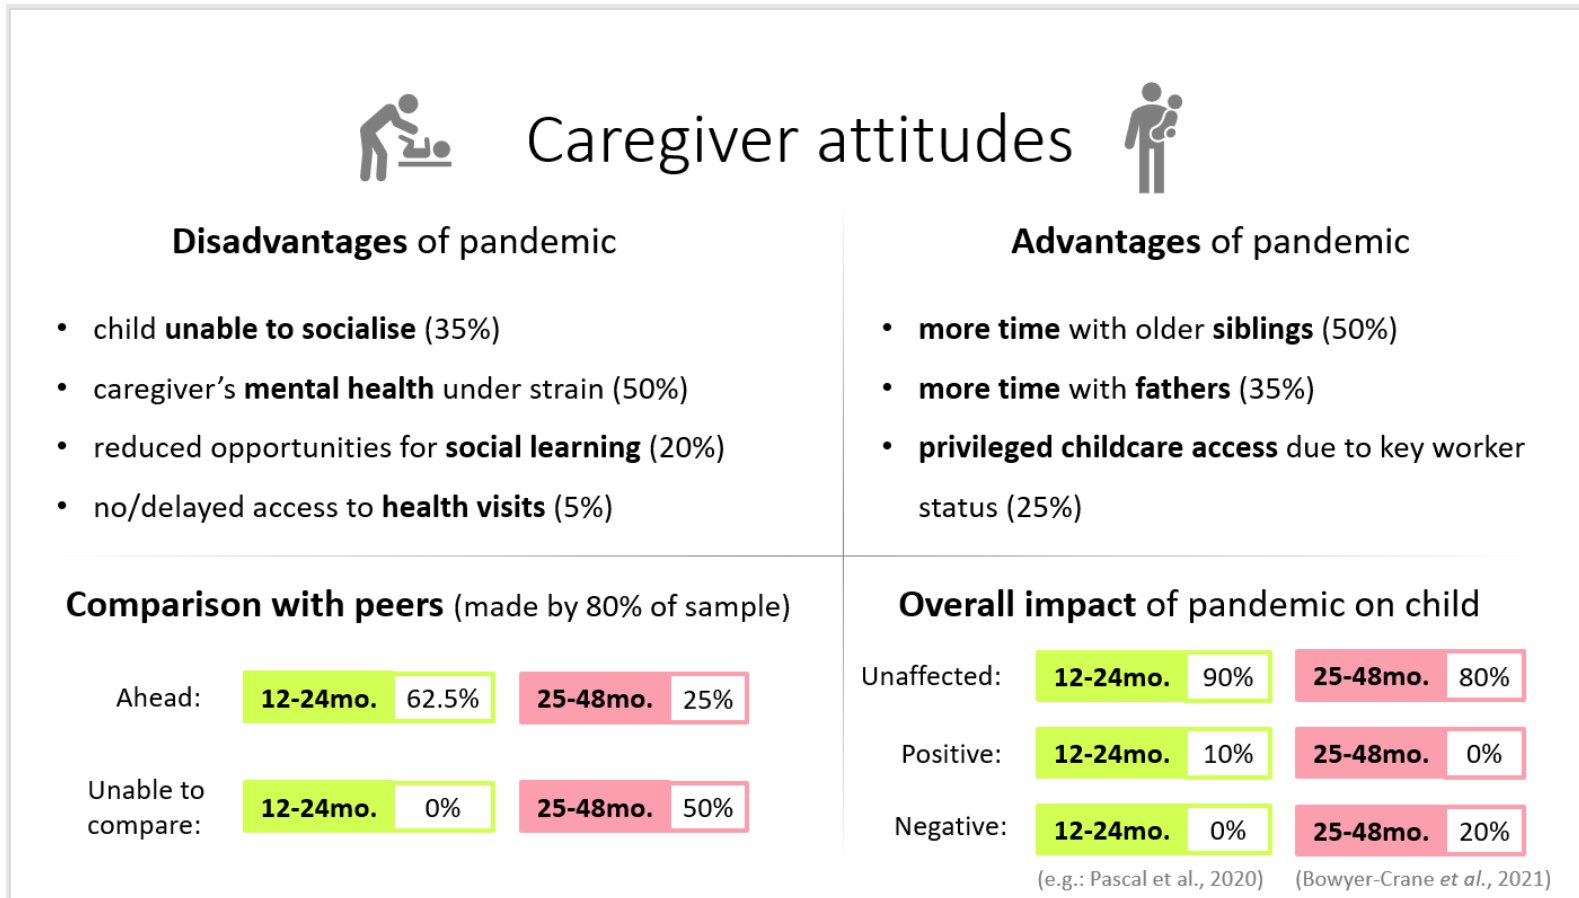 Caregiver attitudes
Disadvantages of pandemic
• child unable to socialise (35%)
• caregiver's mental health under strain (50%)
• reduced opportunities for social learning (20%)
• no/delayed access to health visits (5%)
Advantages of pandemic
• more time with older siblings (50%)
• more time with fathers (35%)
• privileged childcare access due to key worker
status (25%)
Comparison with peers (made by 80% of sample)
Ahead: 12-24mo. 62.5% 25-48mo. 25%
Unable to
compare: 12-24mo. 0% 25-48mo. 50%
Overall impact of pandemic on child
Unaffected: 12-24mo. 90% 25-48mo. 80%
Positive: 12-24mo. 10% 25-48mo. 0%
Negative: 12-24mo. 0% 25-48mo. 20%
(e.g.: Pascal et al., 2020) (Bowyer-Crane et al., 2021)